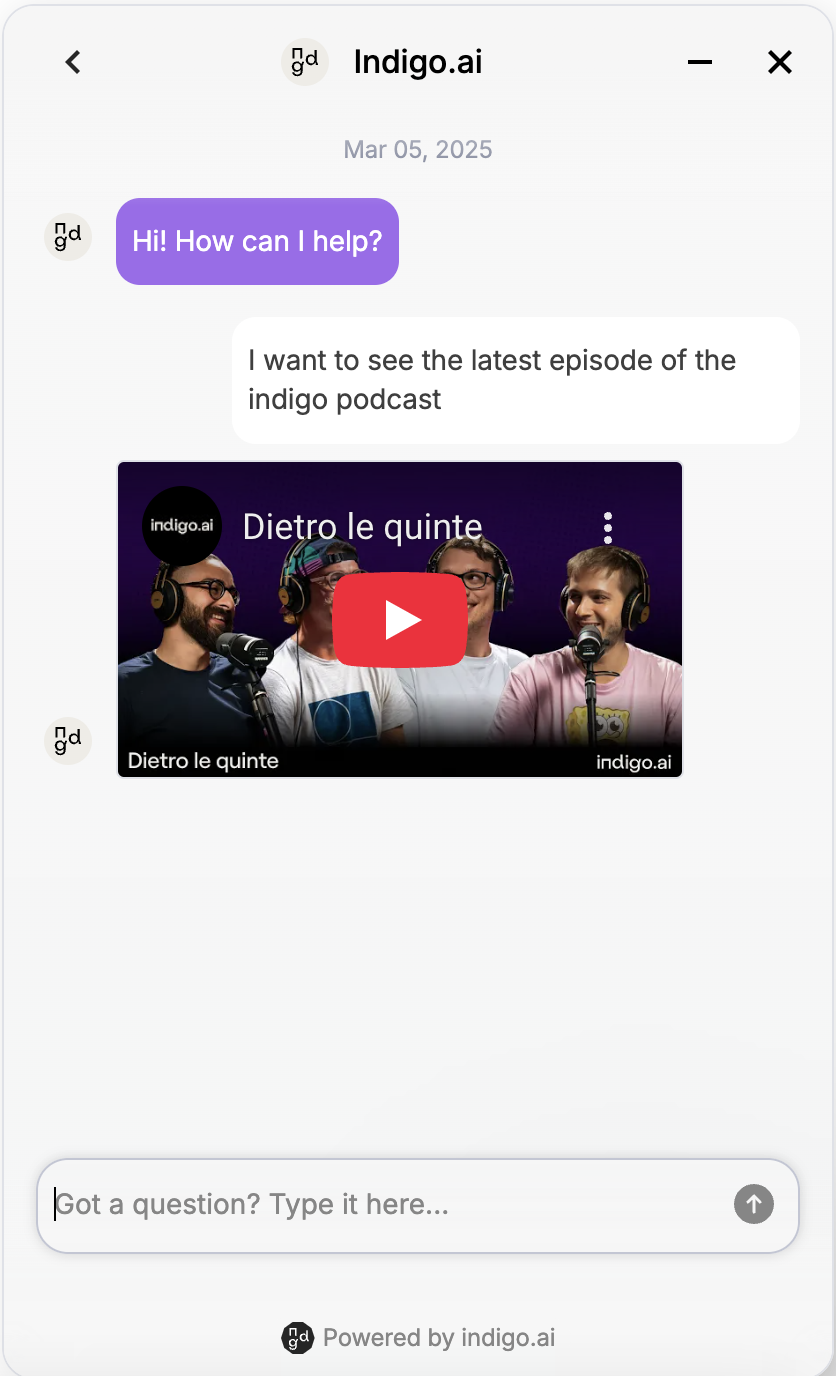 Indigo.ai
Mar 05, 2025
Hi! How can I help?
I want to see the latest episode of the
indigo podcast
indigo.ai
Dietro le quinte
Dietro le quinte
indigo.ai
Got a question? Type it here...
Powered by indigo.ai